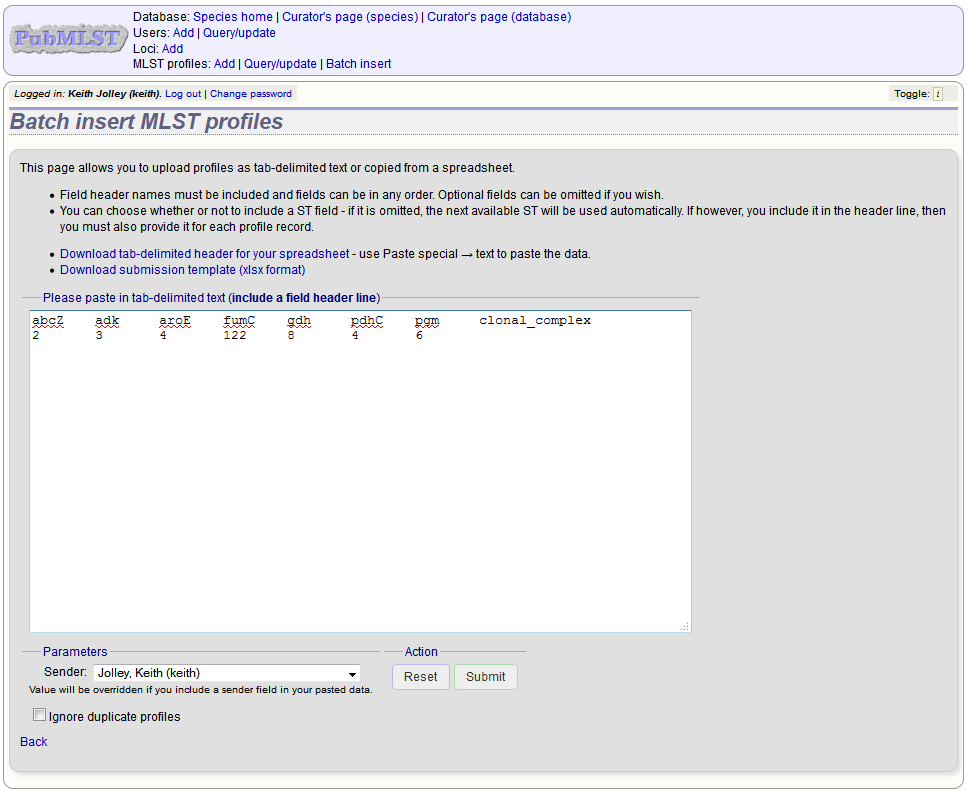 PubMLST
Database: Species home | Curator's page (species) | Curator's page (database)
Users: Add | Query/update
Loci: Add
MLST profiles: Add | Query/update | Batch insert
Logged in: Keith Jolley (keith). Log out | Change password
Toggle: i
Batch insert MLST profiles
This page allows you to upload profiles as tab-delimited text or copied from a spreadsheet.
• Field header names must be included and fields can be in any order. Optional fields can be omitted if you wish.
• You can choose whether or not to include a ST field - if it is omitted, the next available ST will be used automatically. If however, you include it in the header line, then
you must also provide it for each profile record.
• Download tab-delimited header for your spreadsheet - use Paste special → text to paste the data.
• Download submission template (xlsx format)
Please paste in tab-delimited text (include a field header line)
abcZ adk aroE fumC gdh pdhC pgm clonal_complex
2 3 4 122 8 4 6
Parameters
Action
Sender: Jolley, Keith (keith)
Reset Submit
Value will be overridden if you include a sender field in your pasted data.
Ignore duplicate profiles
Back